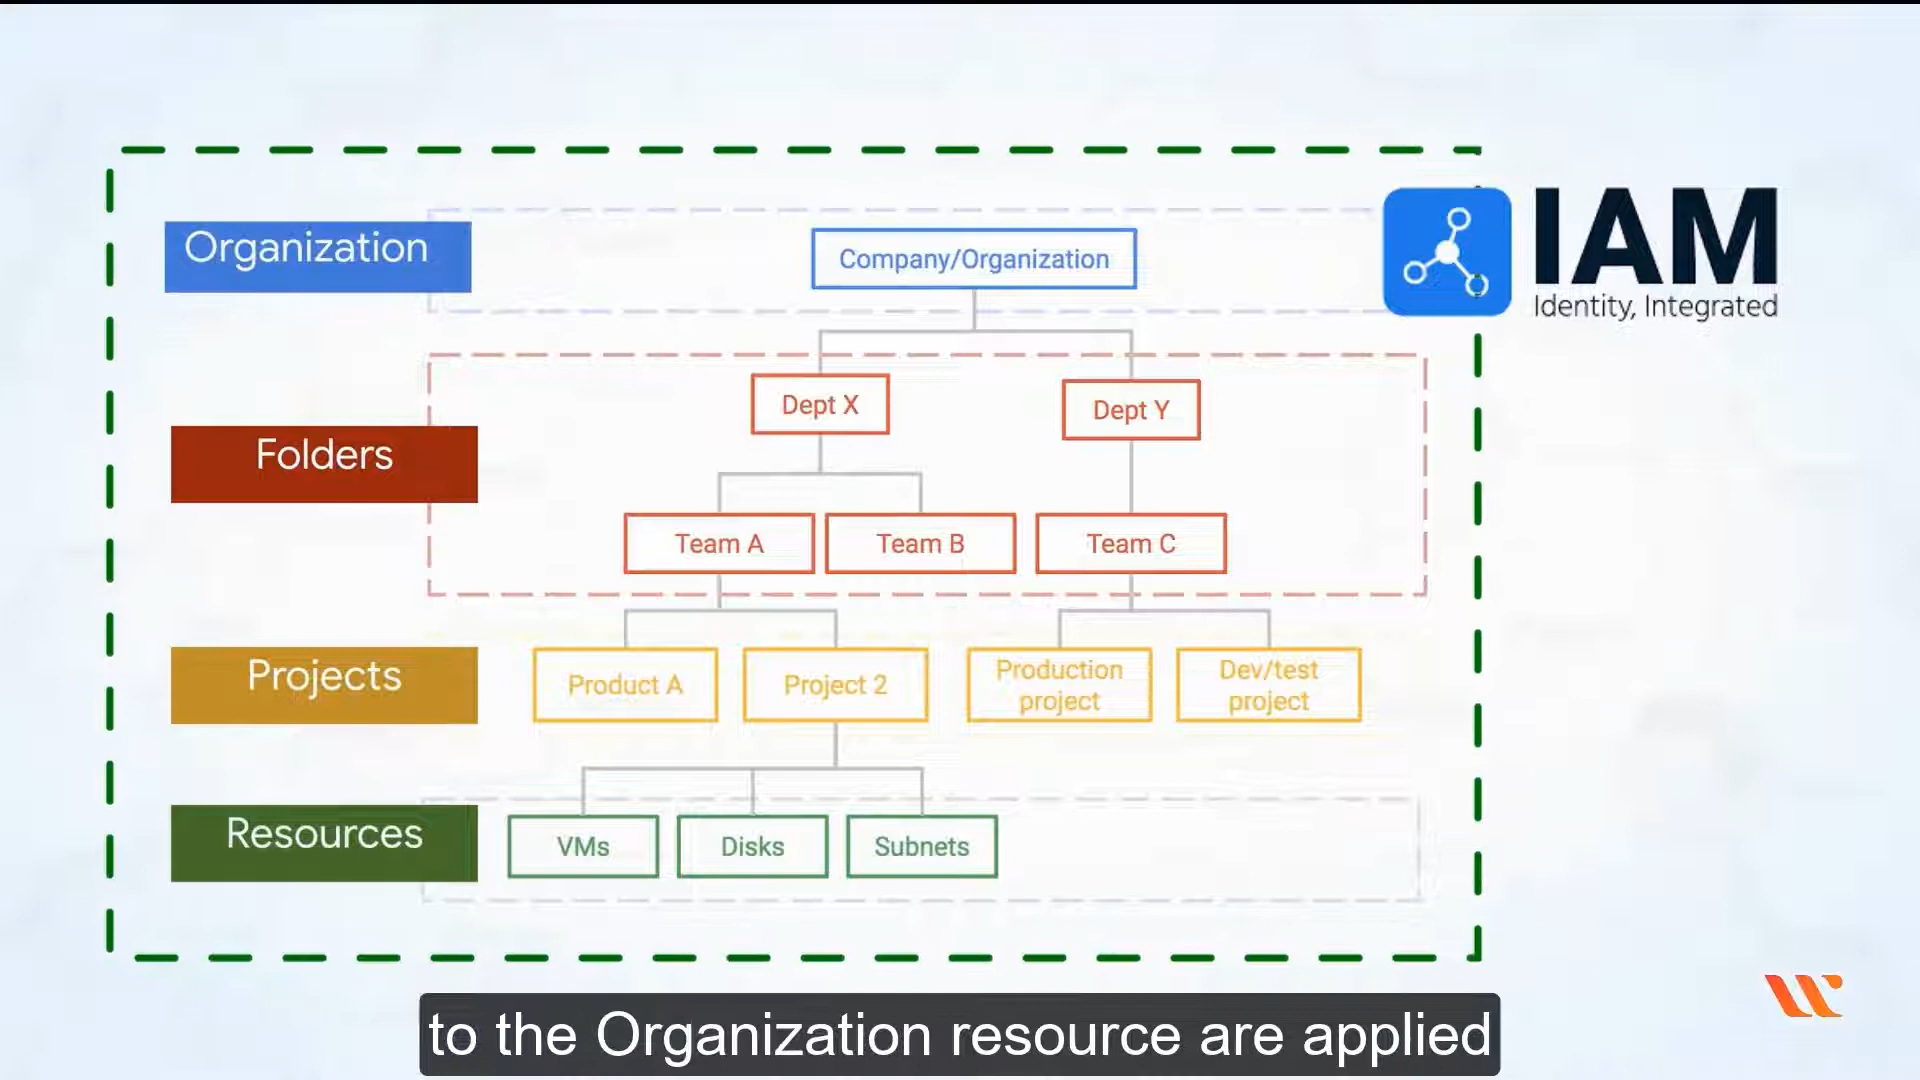 Organization
Company/Organization
IAM
Identity, Integrated
Folders
Dept X
Dept Y
Team A
Team B
Team C
Projects
Product A
Project 2
Production
project
Dev/test
project
Resources
VMs
Disks
Subnets
to the Organization resource are applied